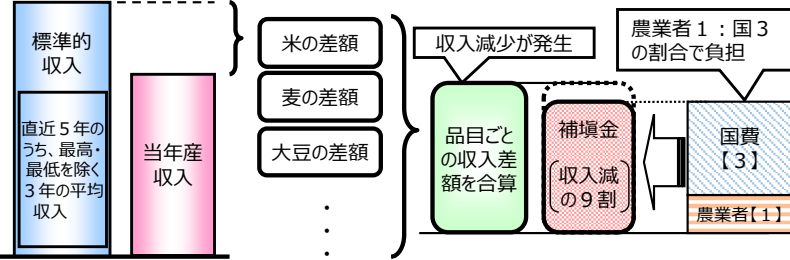 標準的
収入
直近５年の
うち、最高・
最低を除く
３年の平均
収入
当年産
収入
米の差額
麦の差額
大豆の差額
・
・
・
収入減少が発生
品目ごと
の収入差
額を合算
補塡金
収入減
の９割
農業者１：国３
の割合で負担
国費
【３】
農業者【１】